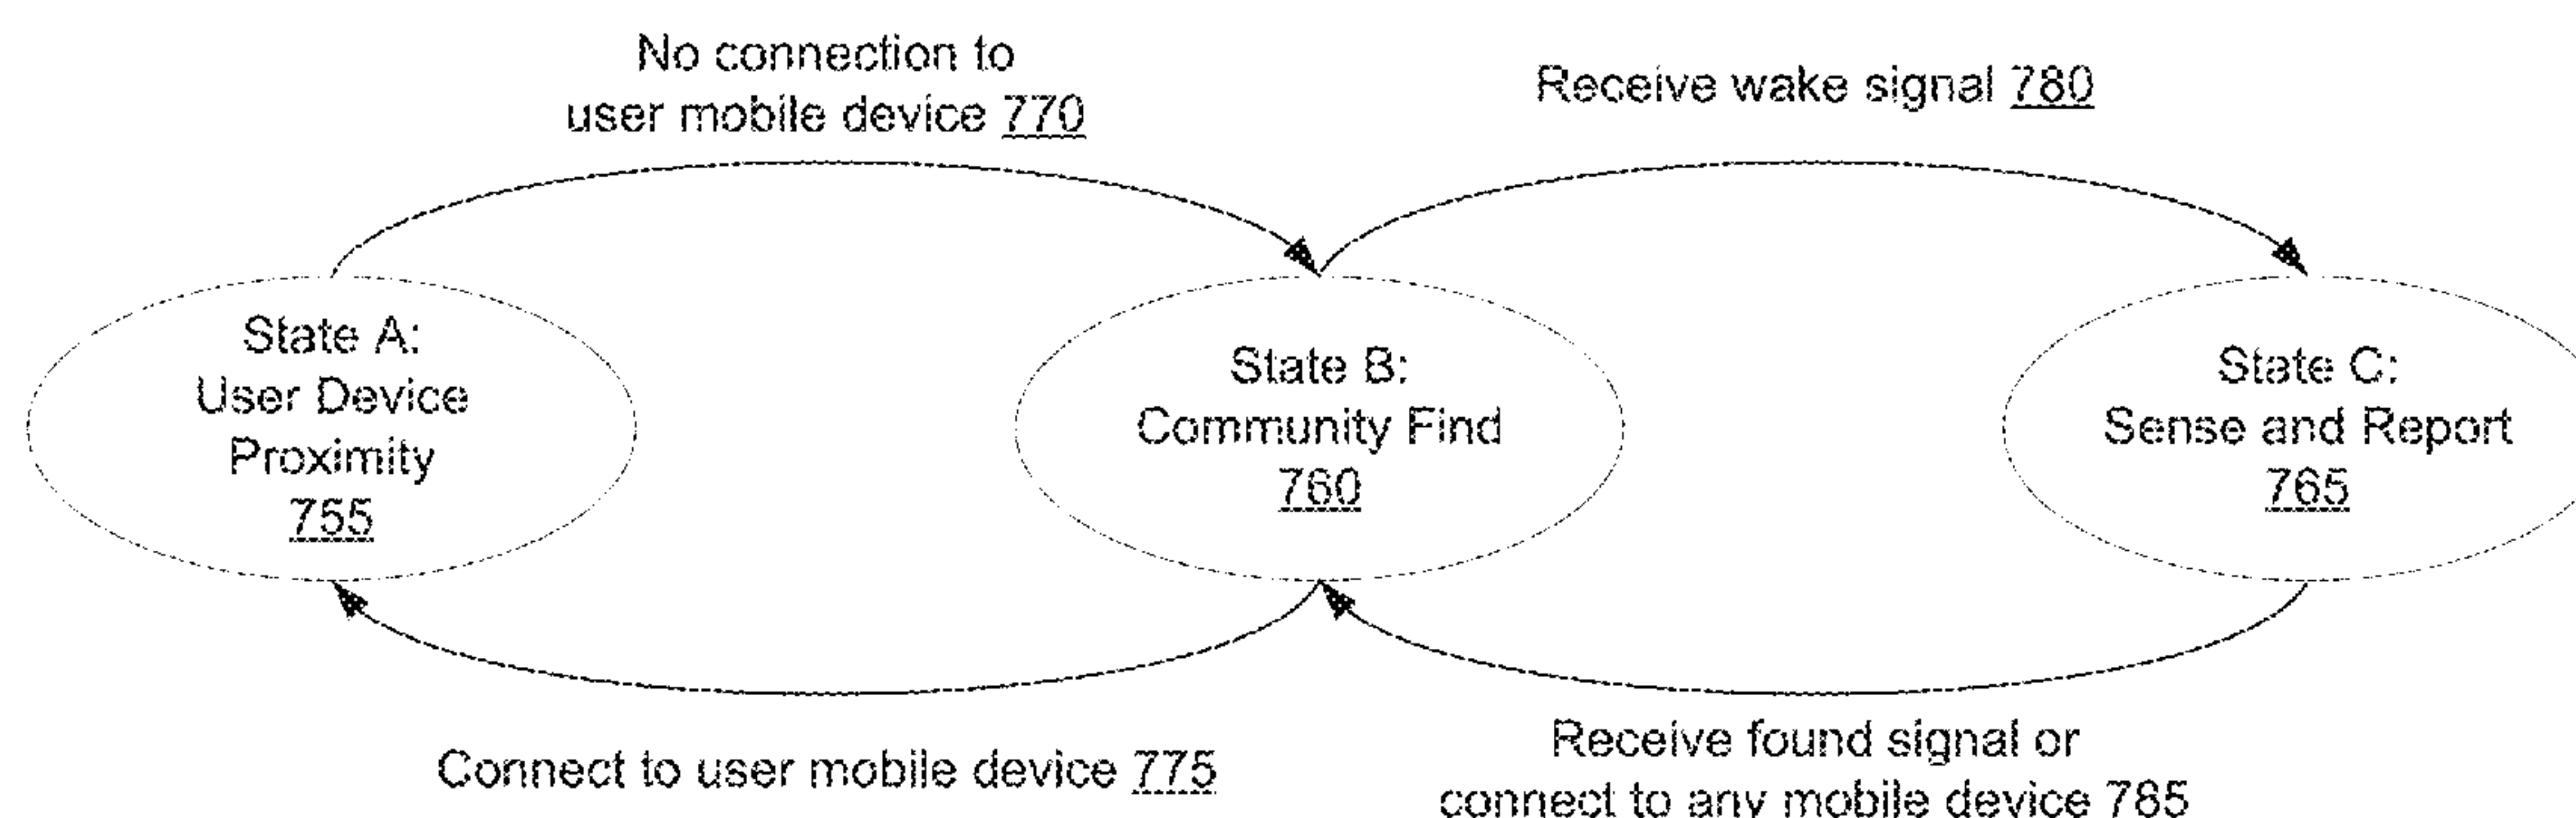 No connection to
user mobile device 770
Receive wake signal 780
State A:
User Device
Proximity
755
State B:
Community Find
760
State C:
Sense and Report
765
Connect to user mobile device 775
Receive found signal or
connect to any mobile device 785